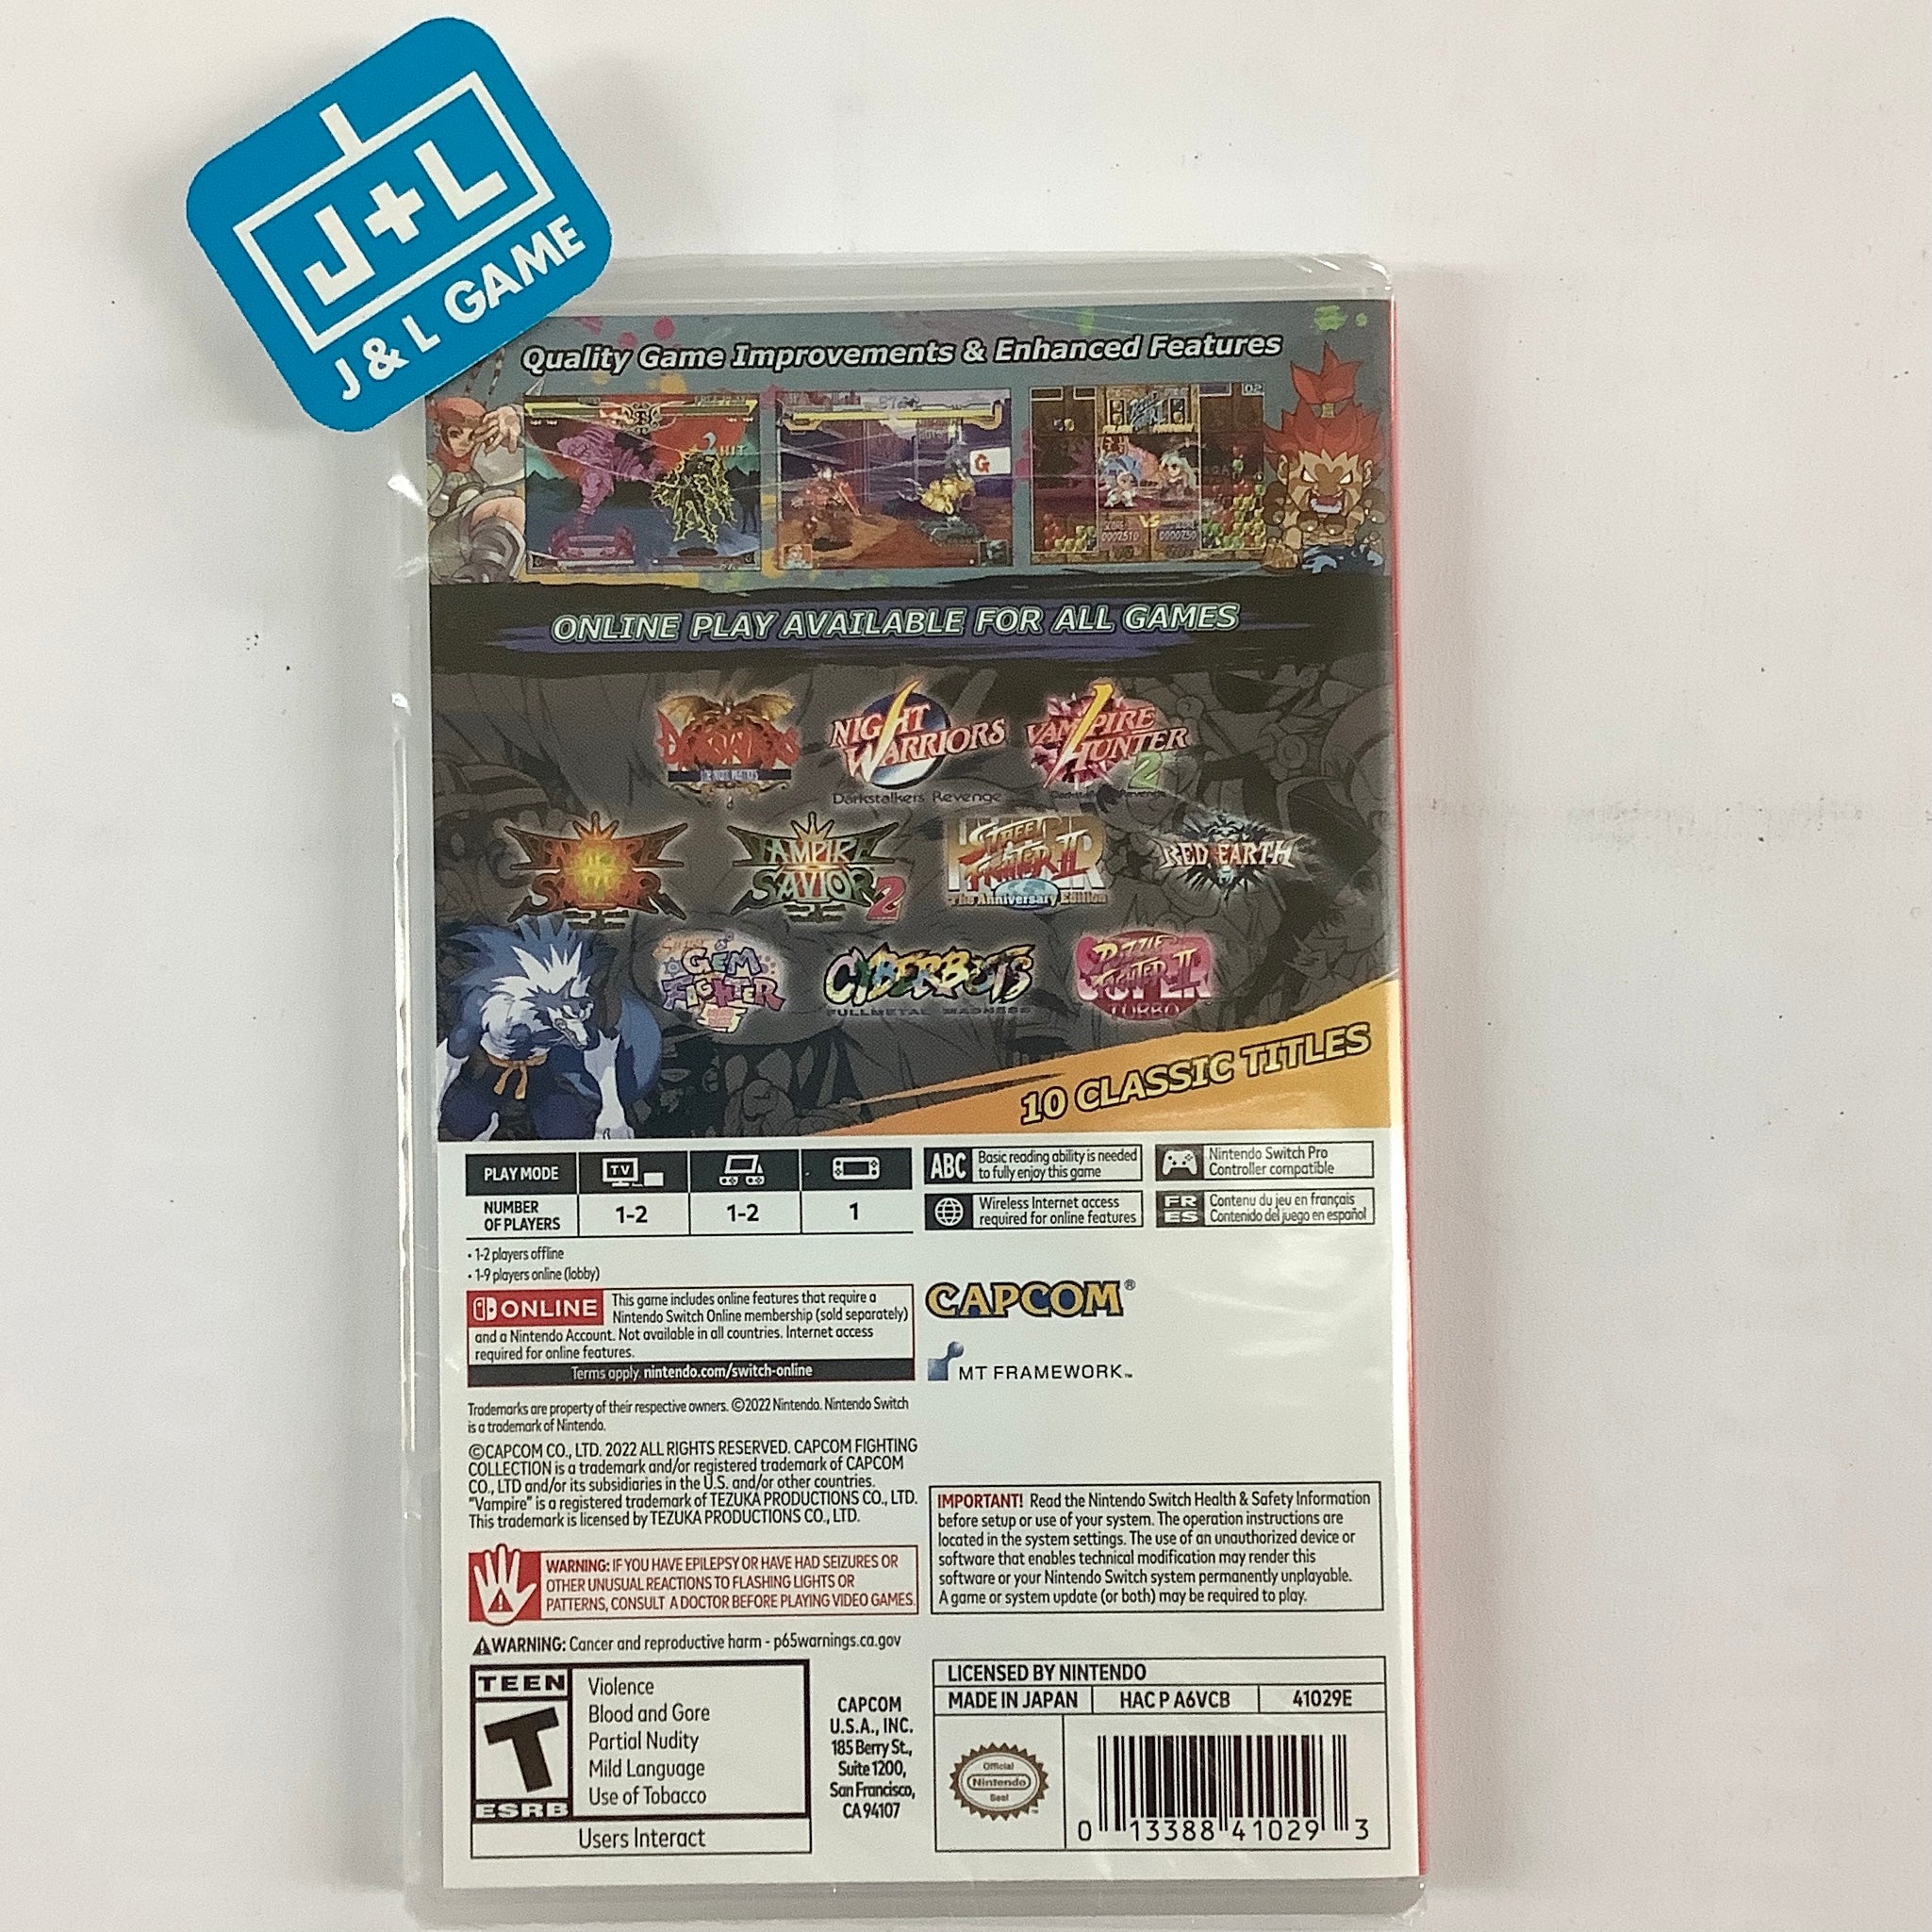 J+L
J & L GAME
Quality Game Improvements & Enhanced Features
HIT
G
02
VS
0002510
ONLINE PLAY AVAILABLE FOR ALL GAMES
NIGHT WARRIORS
Darkstalkers Revenge
VAMPIRE HUNTER 2
VAMPIRE SAVIOR 2
SUPER STREET FIGHTER II
The Anniversary Edition
RED EARTH
SUPER GEM FIGHTER
CYBERBOTS
FULLMETAL MADNESS
SUPER PUZZLE FIGHTER II
TURBO
10 CLASSIC TITLES
PLAY MODE
TV
NUMBER OF PLAYERS
1-2
1-2
1
ABC Basic reading ability is needed
to fully enjoy this game
Nintendo Switch Pro
Controller compatible
Wireless Internet access
required for online features
FR Contenu du jeu en français
ES Contenido del juego en español
• 1-2 players offline
• 1-9 players online (lobby)
ONLINE This game includes online features that require a
Nintendo Switch Online membership (sold separately)
and a Nintendo Account. Not available in all countries. Internet access
required for online features.
Terms apply. nintendo.com/switch-online
CAPCOM®
MT FRAMEWORK™
Trademarks are property of their respective owners. ©2022 Nintendo. Nintendo Switch
is a trademark of Nintendo.
©CAPCOM CO., LTD. 2022 ALL RIGHTS RESERVED. CAPCOM FIGHTING
COLLECTION is a trademark and/or registered trademark of CAPCOM
CO., LTD and/or its subsidiaries in the U.S. and/or other countries.
"Vampire" is a registered trademark of TEZUKA PRODUCTIONS CO., LTD.
This trademark is licensed by TEZUKA PRODUCTIONS CO., LTD.
IMPORTANT! Read the Nintendo Switch Health & Safety Information
before setup or use of your system. The operation instructions are
located in the system settings. The use of an unauthorized device or
software that enables technical modification may render this
software or your Nintendo Switch system permanently unplayable.
A game or system update (or both) may be required to play.
WARNING: IF YOU HAVE EPILEPSY OR HAVE HAD SEIZURES OR
OTHER UNUSUAL REACTIONS TO FLASHING LIGHTS OR
PATTERNS, CONSULT A DOCTOR BEFORE PLAYING VIDEO GAMES.
WARNING: Cancer and reproductive harm - p65warnings.ca.gov
TEEN
T
ESRB
Violence
Blood and Gore
Partial Nudity
Mild Language
Use of Tobacco
Users Interact
CAPCOM
U.S.A., INC.
185 Berry St.,
Suite 1200,
San Francisco,
CA 94107
LICENSED BY NINTENDO
MADE IN JAPAN
HAC P A6VCB
41029E
Official
Nintendo
Seal
0 13388 41029 3